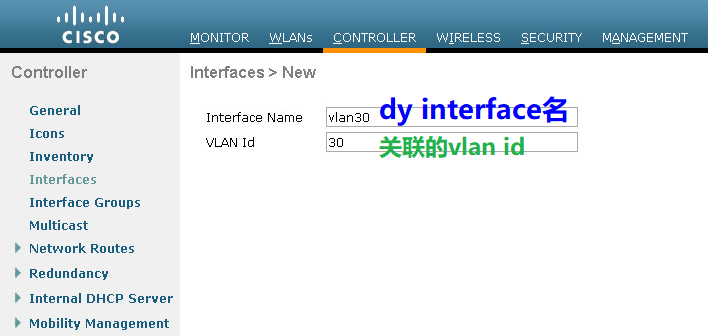 CISCO
MONITOR WLANs CONTROLLER WIRELESS SECURITY MANAGEMENT
Controller
Interfaces > New
General
Icons
Inventory
Interfaces
Interface Groups
Multicast
Network Routes
Redundancy
Internal DHCP Server
Mobility Management
Interface Name vlan30 dy interface名
VLAN Id 30 关联的vlan id